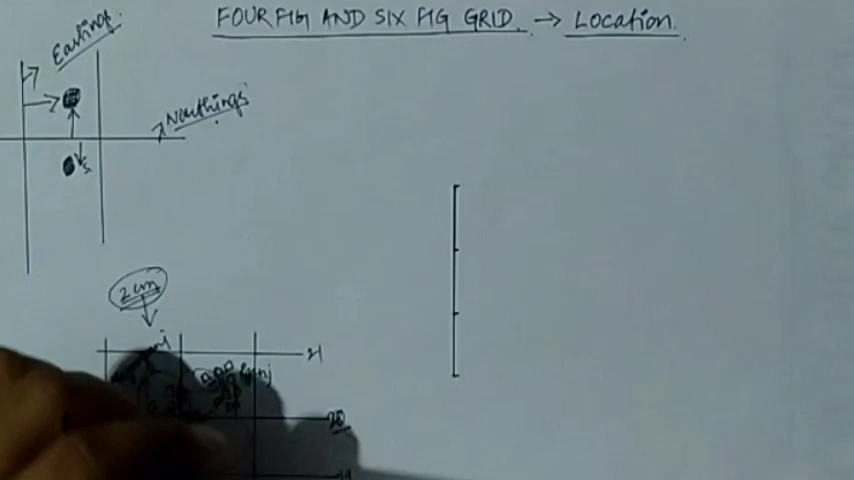 FOUR FIG AND SIX FIG GRID. → Location.
Eastings
Northings
2 cm
21
20